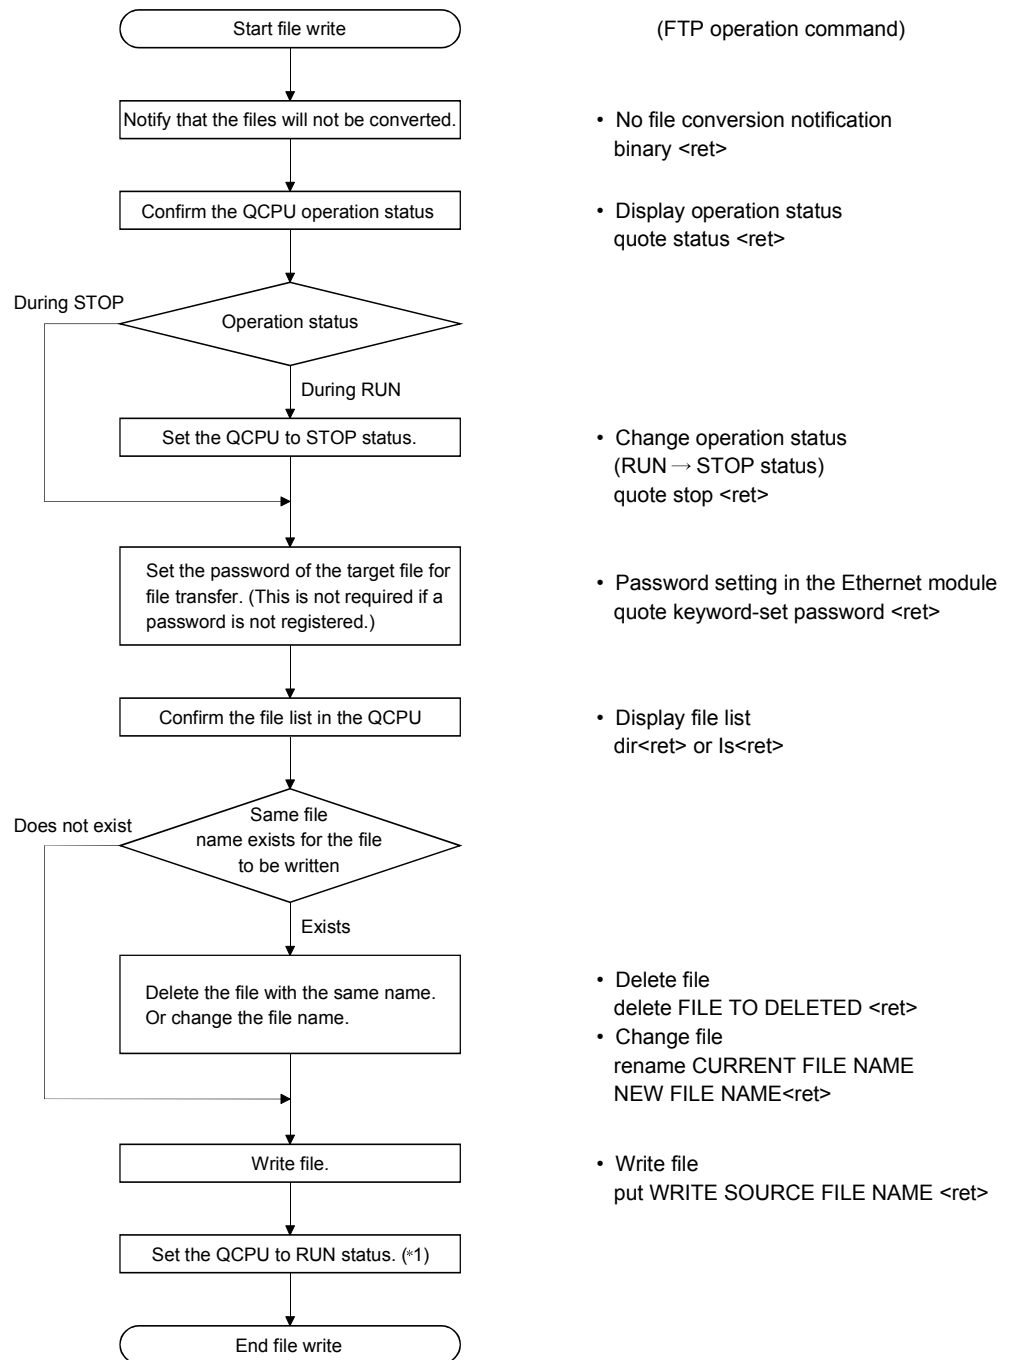 Start file write
(FTP operation command)
Notify that the files will not be converted.
• No file conversion notification
binary <ret>
Confirm the QCPU operation status
• Display operation status
quote status <ret>
During STOP
Operation status
During RUN
Set the QCPU to STOP status.
• Change operation status
(RUN → STOP status)
quote stop <ret>
Set the password of the target file for
file transfer. (This is not required if a
password is not registered.)
• Password setting in the Ethernet module
quote keyword-set password <ret>
Confirm the file list in the QCPU
• Display file list
dir<ret> or ls<ret>
Does not exist
Same file
name exists for the file
to be written
Exists
Delete the file with the same name.
Or change the file name.
• Delete file
delete FILE TO DELETED <ret>
• Change file
rename CURRENT FILE NAME
NEW FILE NAME<ret>
Write file.
• Write file
put WRITE SOURCE FILE NAME <ret>
Set the QCPU to RUN status. (*1)
End file write